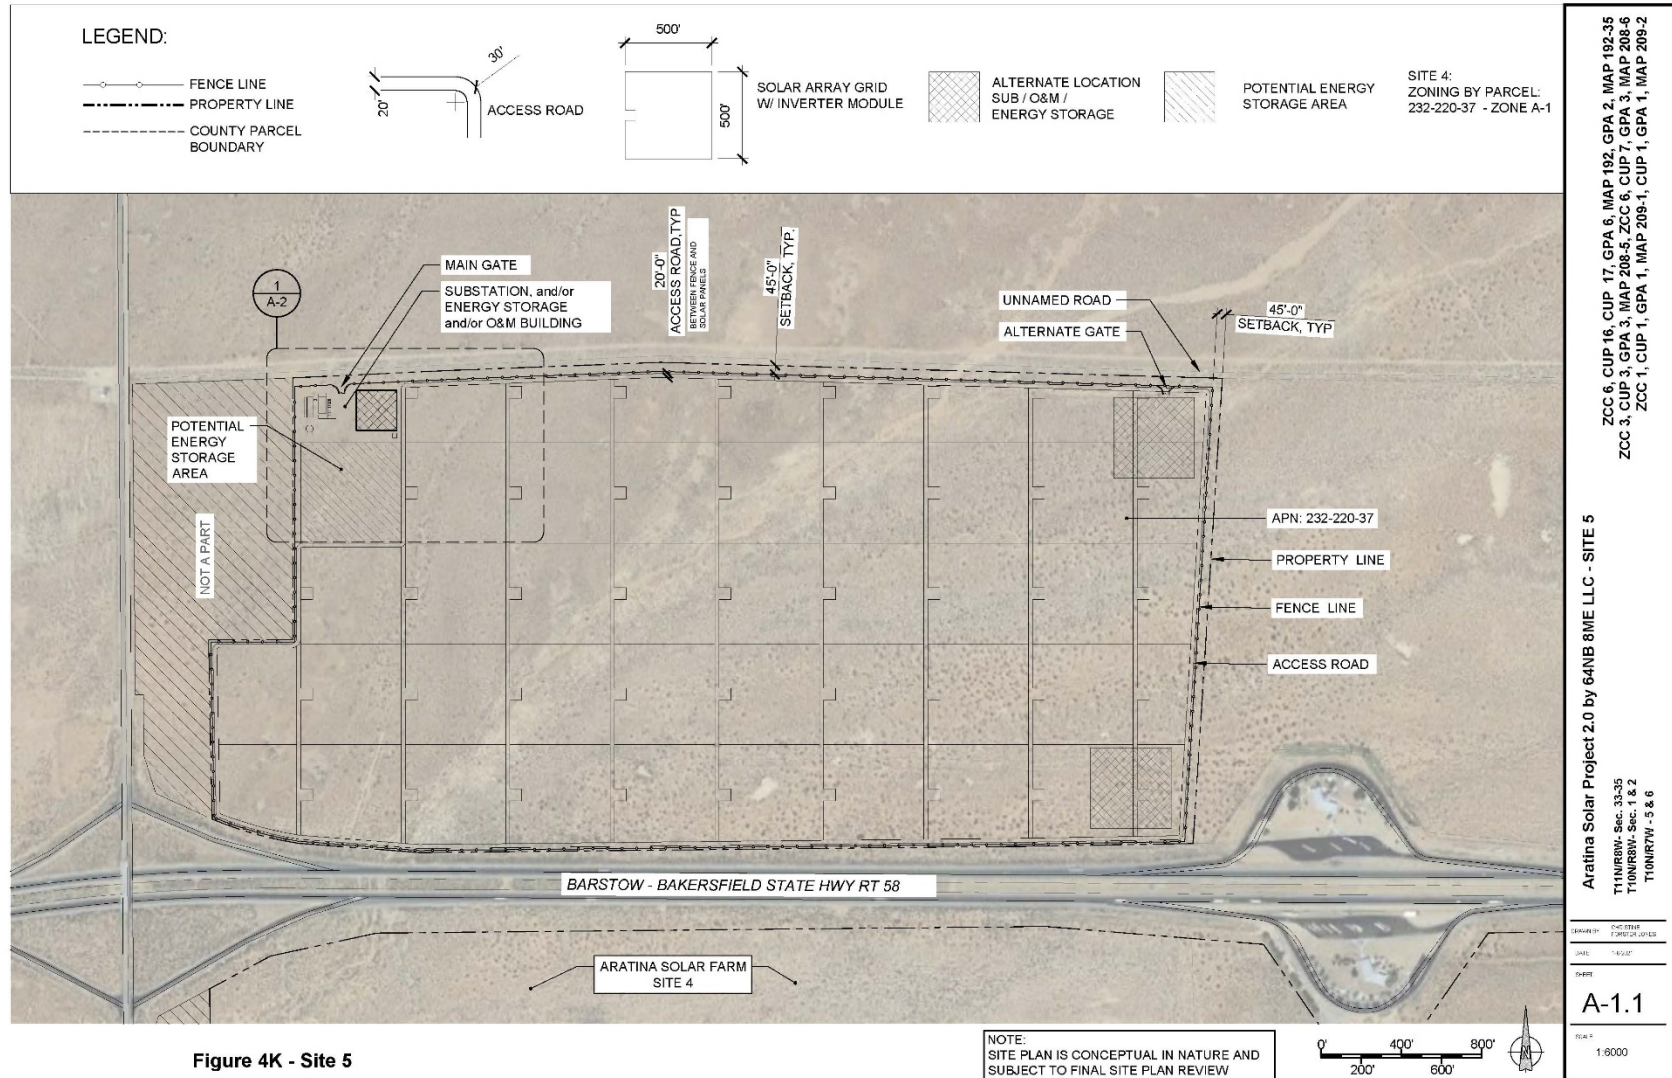 LEGEND:
FENCE LINE
PROPERTY LINE
COUNTY PARCEL
BOUNDARY
20'
30'
ACCESS ROAD
500'
500'
SOLAR ARRAY GRID
W/ INVERTER MODULE
ALTERNATE LOCATION
SUB / O&M /
ENERGY STORAGE
POTENTIAL ENERGY
STORAGE AREA
SITE 4:
ZONING BY PARCEL:
232-220-37 - ZONE A-1
1
A-2
MAIN GATE
SUBSTATION, and/or
ENERGY STORAGE
and/or O&M BUILDING
20'-0"
ACCESS ROAD,TYP
BETWEEN FENCE AND
SOLAR PANELS
45'-0"
SETBACK, TYP.
UNNAMED ROAD
ALTERNATE GATE
45'-0"
SETBACK, TYP
POTENTIAL
ENERGY
STORAGE
AREA
NOT A PART
APN: 232-220-37
PROPERTY LINE
FENCE LINE
ACCESS ROAD
BARSTOW - BAKERSFIELD STATE HWY RT 58
ARATINA SOLAR FARM
SITE 4
Figure 4K - Site 5
NOTE:
SITE PLAN IS CONCEPTUAL IN NATURE AND
SUBJECT TO FINAL SITE PLAN REVIEW
0'
400'
800'
200'
600'
N
ZCC 6, CUP 16, CUP 17, GPA 6, MAP 192, GPA 2, MAP 192-35
ZCC 3, CUP 3, GPA 3, MAP 208-5, ZCC 6, CUP 7, GPA 3, MAP 208-6
ZCC 1, CUP 1, GPA 1, MAP 209-1, CUP 1, GPA 1, MAP 209-2
Aratina Solar Project 2.0 by 64NB 8ME LLC - SITE 5
T11N/R8W- Sec. 33-35
T10N/R8W- Sec. 1 & 2
T10N/R7W - 5 & 6
DRAWN BY
DATE
SHEET
A-1.1
SCALE
1:6000